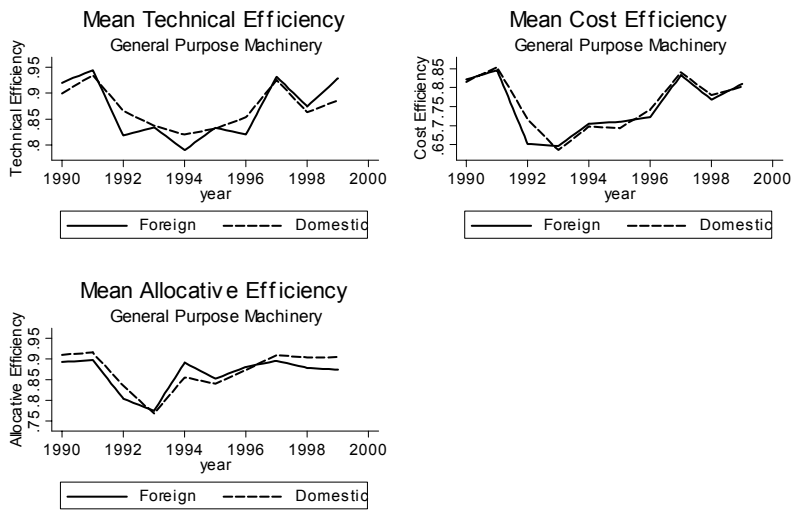 Mean Technical Efficiency
General Purpose Machinery
Technical Efficiency
.8 .85 .9 .95
1990 1992 1994 1996 1998 2000
year
Foreign Domestic
Mean Cost Efficiency
General Purpose Machinery
Cost Efficiency
.65 .7 .75 .8 .85
1990 1992 1994 1996 1998 2000
year
Foreign Domestic
Mean Allocative Efficiency
General Purpose Machinery
Allocative Efficiency
.75 .8 .85 .9 .95
1990 1992 1994 1996 1998 2000
year
Foreign Domestic